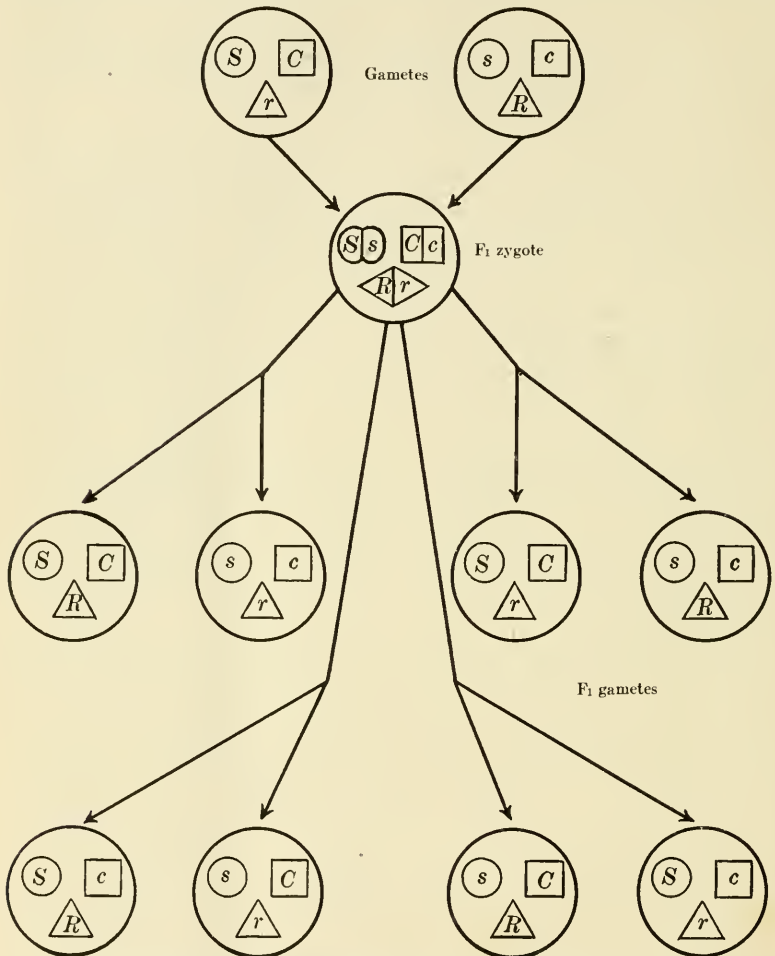 S C s c
Gametes
r R
S s C c
F₁ zygote
R r
S C s c S C s c
R r r R
F₁ gametes
S c s C s C S c
R r R r